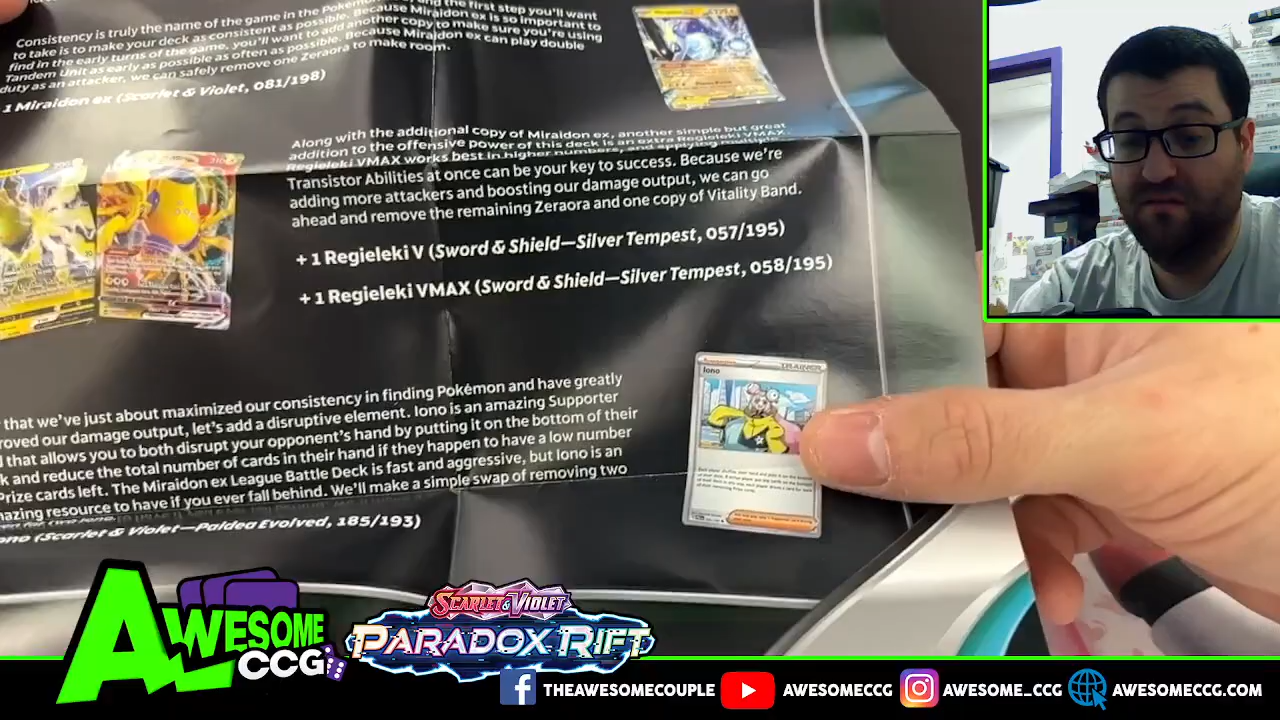 Consistency is truly the name of the game in the Pokémon
and the first step you'll want
to take is to make your deck as consistent as possible. Because Miraidon ex is so important to
find in the early turns of the game, you'll want to add another copy to make sure you're using
Tandem Unit as early as possible as often as possible. Because Miraidon ex can play double
duty as an attacker, we can safely remove one Zeraora to make room.
1 Miraidon ex (Scarlet & Violet, 081/198)
Along with the additional copy of Miraidon ex, another simple but great
addition to the offensive power of this deck is an extra Regieleki VMAX.
Regieleki VMAX works best in higher numbers, and applying multiple
Transistor Abilities at once can be your key to success. Because we're
adding more attackers and boosting our damage output, we can go
ahead and remove the remaining Zeraora and one copy of Vitality Band.
+ 1 Regieleki V (Sword & Shield—Silver Tempest, 057/195)
+ 1 Regieleki VMAX (Sword & Shield—Silver Tempest, 058/195)
that we've just about maximized our consistency in finding Pokémon and have greatly
roved our damage output, let's add a disruptive element. Iono is an amazing Supporter
d that allows you to both disrupt your opponent's hand by putting it on the bottom of their
k and reduce the total number of cards in their hand if they happen to have a low number
Prize cards left. The Miraidon ex League Battle Deck is fast and aggressive, but Iono is an
mazing resource to have if you ever fall behind. We'll make a simple swap of removing two
ono (Scarlet & Violet—Paldea Evolved, 185/193)
TRAINER
Iono
AWESOME
CCG
SCARLET & VIOLET
PARADOX RIFT
THEAWESOMECOUPLE
AWESOMECCG
AWESOME_CCG
AWESOMECCG.COM